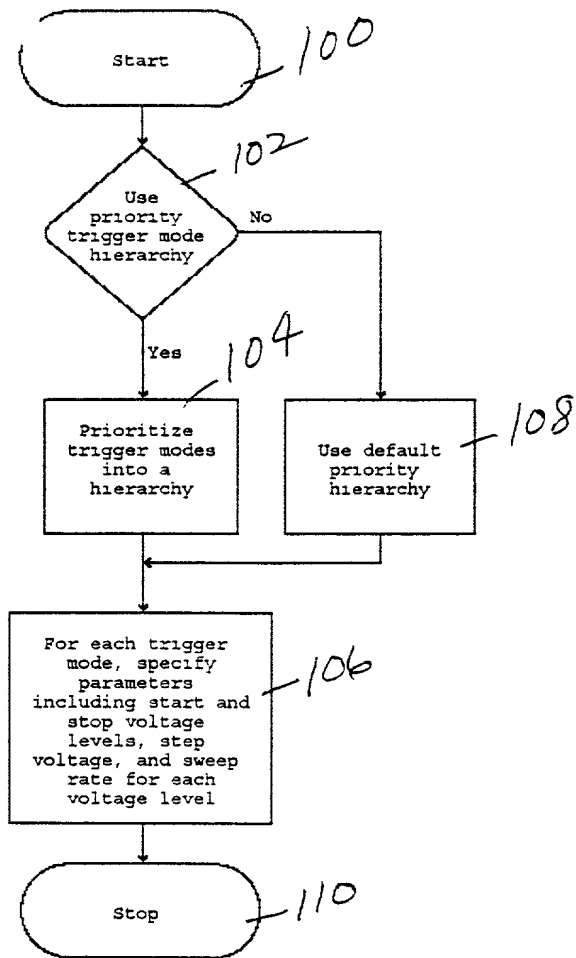 Start
100
102
Use
priority
trigger mode
hierarchy
No
Yes
104
Prioritize
trigger modes
into a
hierarchy
108
Use default
priority
hierarchy
For each trigger
mode, specify
parameters
including start and
stop voltage
levels, step
voltage, and sweep
rate for each
voltage level
106
Stop
110